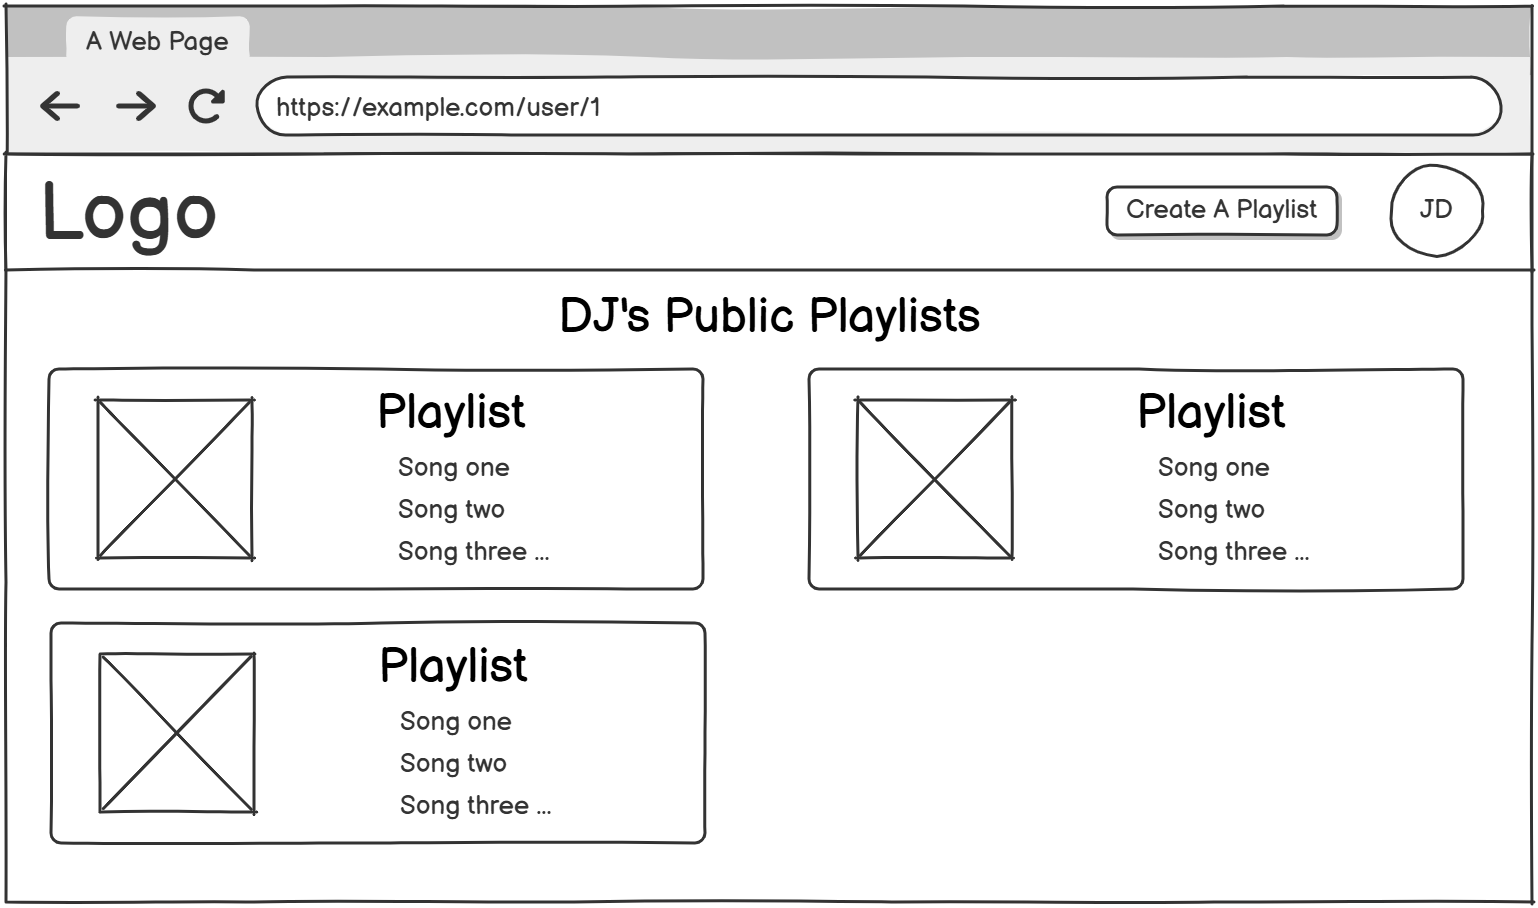 A Web Page
https://example.com/user/1
Logo
Create A Playlist
JD
DJ's Public Playlists
Playlist
Song one
Song two
Song three ...
Playlist
Song one
Song two
Song three ...
Playlist
Song one
Song two
Song three ...